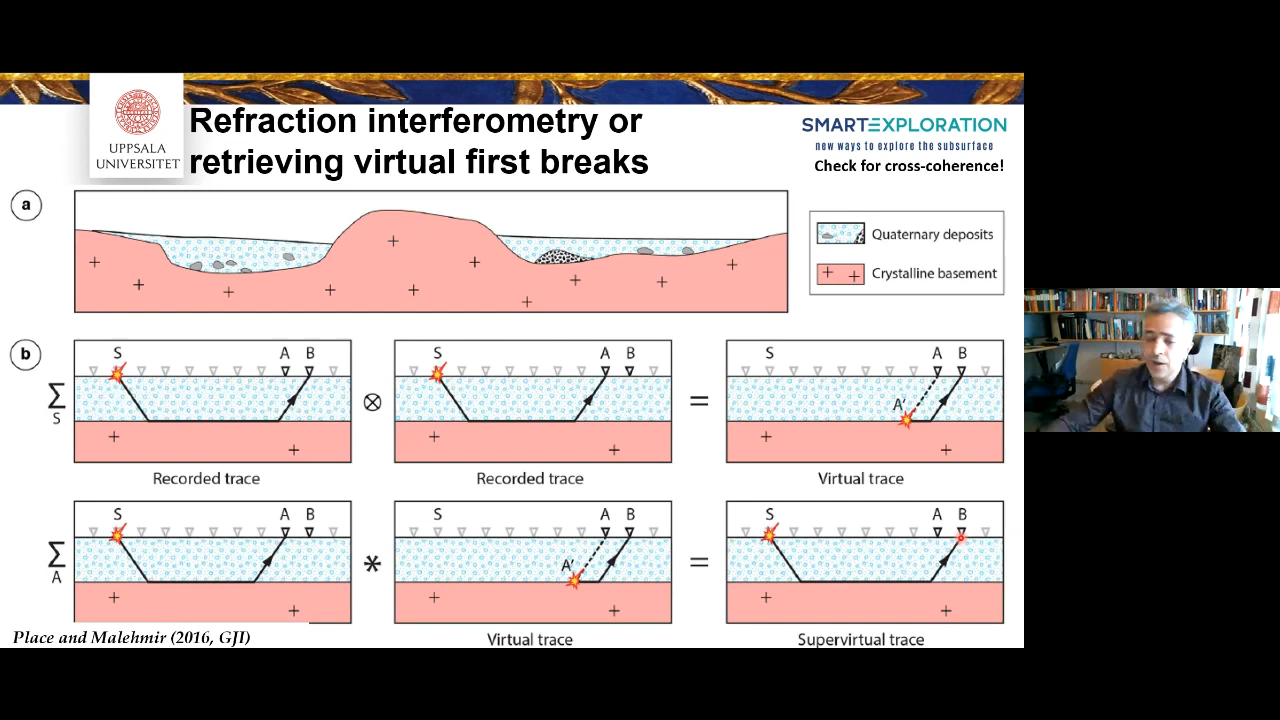 UPPSALA
UNIVERSITET
Refraction interferometry or
retrieving virtual first breaks
SMARTEXPLORATION
new ways to explore the subsurface
Check for cross-coherence!
a
Quaternary deposits
Crystalline basement
b
Σ
S
S A B
⊗
S A B
=
S A B
A'
Recorded trace
Recorded trace
Virtual trace
Σ
A
S A B
*
S A B
A'
=
S A B
Place and Malehmir (2016, GJI)
Virtual trace
Supervirtual trace